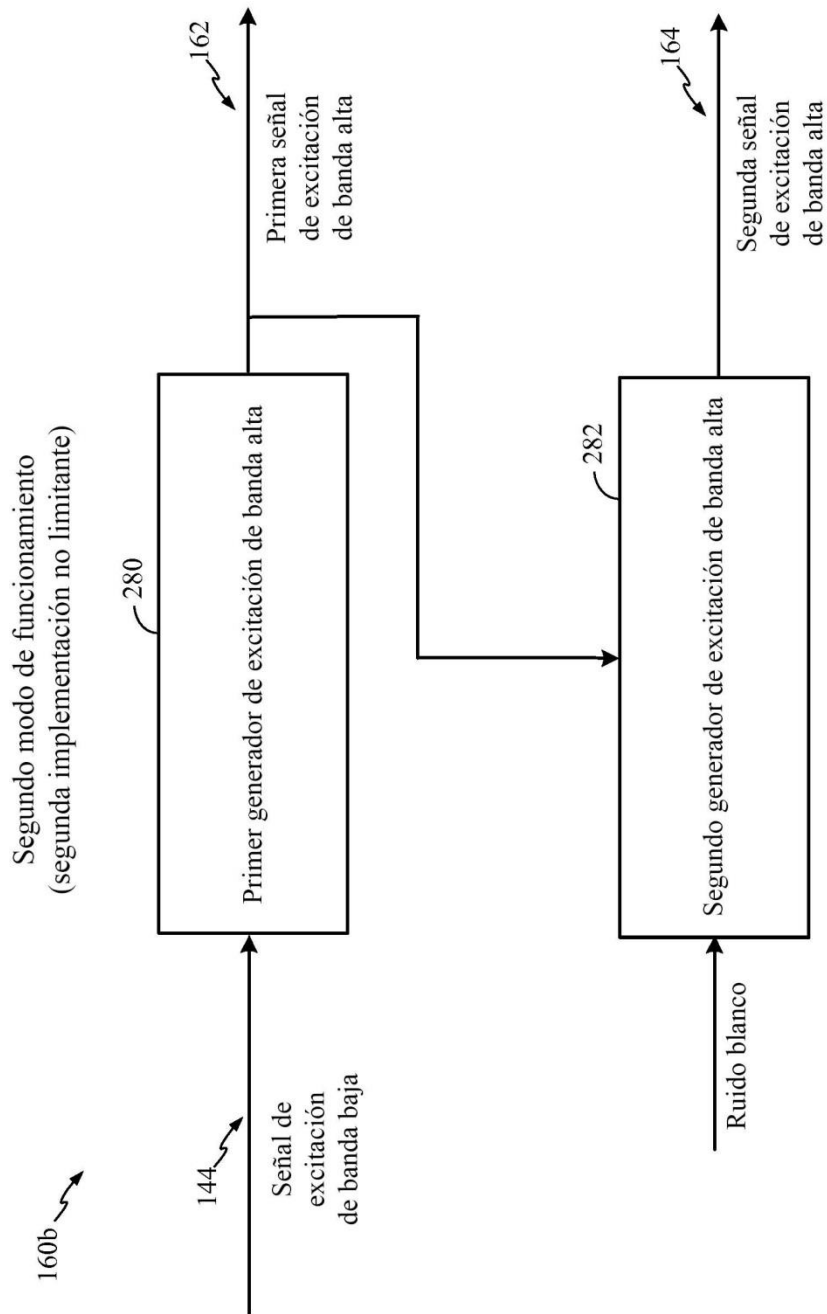 160b
Segundo modo de funcionamiento
(segunda implementación no limitante)
144
Señal de
excitación
de banda baja
280
Primer generador de excitación de banda alta
162
Primera señal
de excitación
de banda alta
Ruido blanco
282
Segundo generador de excitación de banda alta
164
Segunda señal
de excitación
de banda alta